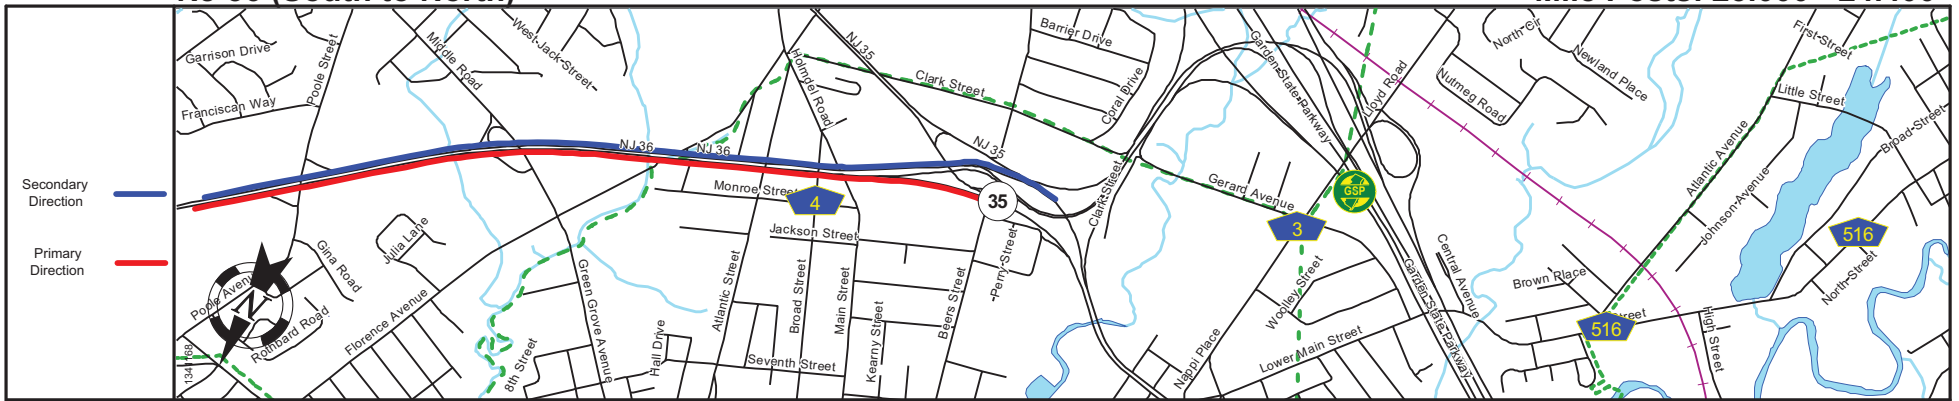 Secondary
Direction
Primary
Direction
Garrison Drive
Poole Street
Franciscan Way
Middle Road
West Jack Street
NJ 36
NJ 36
Holmdel Road
NJ 35
Clark Street
Barrier Drive
Coral Drive
NJ 35
Monroe Street
4
35
Clark Street
Jackson Street
Perry Street
Garden State Parkway
Lloyd Road
GSP
Gerard Avenue
3
North Cir
Newland Place
Nutmeg Road
First Street
Little Street
Broad Street
Atlantic Avenue
Johnson Avenue
516
North Street
Poole Avenue
N
Gina Road
Julia Lane
Rothbard Road
Florence Avenue
1341168
8th Street
Green Grove Avenue
Hall Drive
Atlantic Street
Broad Street
Main Street
Kearny Street
Beers Street
Seventh Street
Nappi Place
Woolley Street
Lower Main Street
Garden State Parkway
Central Avenue
Brown Place
516
Street
High Street